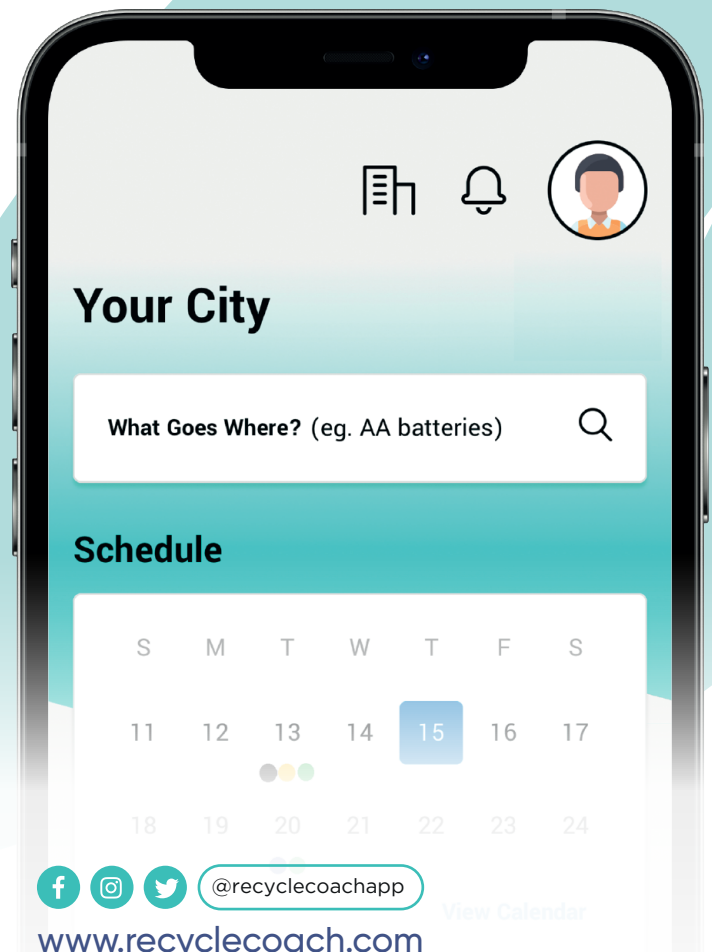 Your City
What Goes Where? (eg. AA batteries)
Schedule
S M T W T F S
11 12 13 14 15 16 17
18 19 20 21 22 23 24
@recyclecoachapp
View Calendar
www.recyclecoach.com